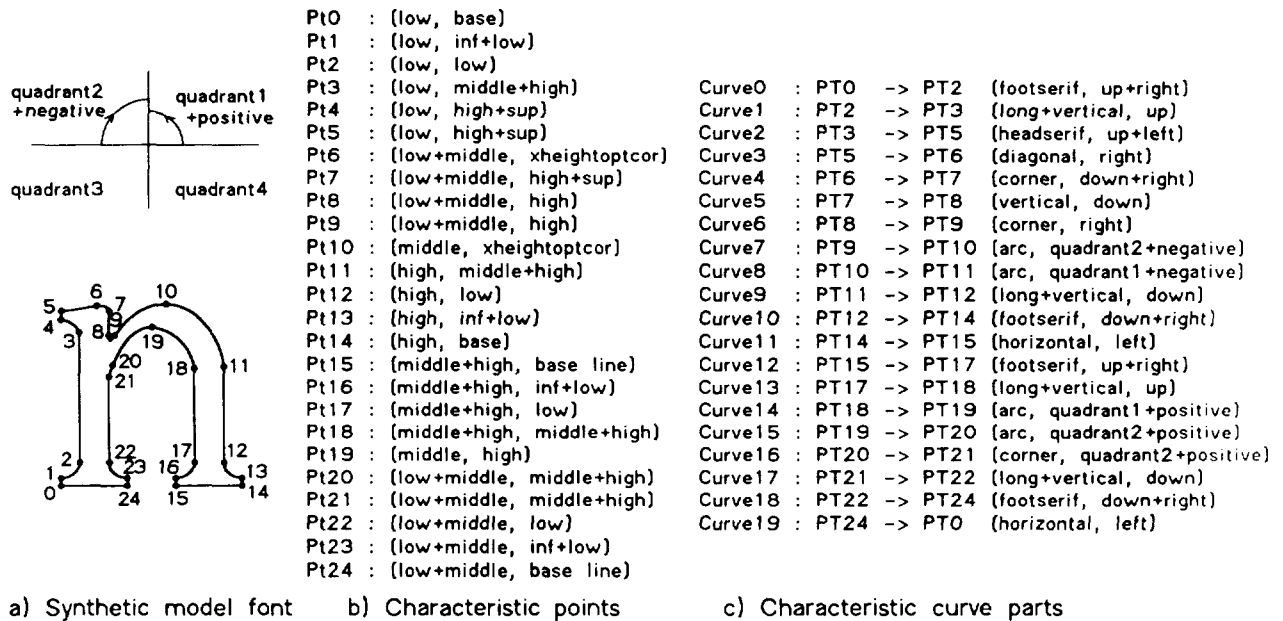 quadrant2
+negative
quadrant1
+positive
quadrant3
quadrant4
5
6
7
10
4
9
8
3
19
20
18
11
21
2
22
17
12
1
23
16
13
0
24
15
14
Pt0 : (low, base)
Pt1 : (low, inf+low)
Pt2 : (low, low)
Pt3 : (low, middle+high)
Pt4 : (low, high+sup)
Pt5 : (low, high+sup)
Pt6 : (low+middle, xheightoptcor)
Pt7 : (low+middle, high+sup)
Pt8 : (low+middle, high)
Pt9 : (low+middle, high)
Pt10 : (middle, xheightoptcor)
Pt11 : (high, middle+high)
Pt12 : (high, low)
Pt13 : (high, inf+low)
Pt14 : (high, base)
Pt15 : (middle+high, base line)
Pt16 : (middle+high, inf+low)
Pt17 : (middle+high, low)
Pt18 : (middle+high, middle+high)
Pt19 : (middle, high)
Pt20 : (low+middle, middle+high)
Pt21 : (low+middle, middle+high)
Pt22 : (low+middle, low)
Pt23 : (low+middle, inf+low)
Pt24 : (low+middle, base line)
Curve0 : PT0 -> PT2 (footserif, up+right)
Curve1 : PT2 -> PT3 (long+vertical, up)
Curve2 : PT3 -> PT5 (headserif, up+left)
Curve3 : PT5 -> PT6 (diagonal, right)
Curve4 : PT6 -> PT7 (corner, down+right)
Curve5 : PT7 -> PT8 (vertical, down)
Curve6 : PT8 -> PT9 (corner, right)
Curve7 : PT9 -> PT10 (arc, quadrant2+negative)
Curve8 : PT10 -> PT11 (arc, quadrant1+negative)
Curve9 : PT11 -> PT12 (long+vertical, down)
Curve10 : PT12 -> PT14 (footserif, down+right)
Curve11 : PT14 -> PT15 (horizontal, left)
Curve12 : PT15 -> PT17 (footserif, up+right)
Curve13 : PT17 -> PT18 (long+vertical, up)
Curve14 : PT18 -> PT19 (arc, quadrant1+positive)
Curve15 : PT19 -> PT20 (arc, quadrant2+positive)
Curve16 : PT20 -> PT21 (corner, quadrant2+positive)
Curve17 : PT21 -> PT22 (long+vertical, down)
Curve18 : PT22 -> PT24 (footserif, down+right)
Curve19 : PT24 -> PT0 (horizontal, left)
a) Synthetic model font
b) Characteristic points
c) Characteristic curve parts